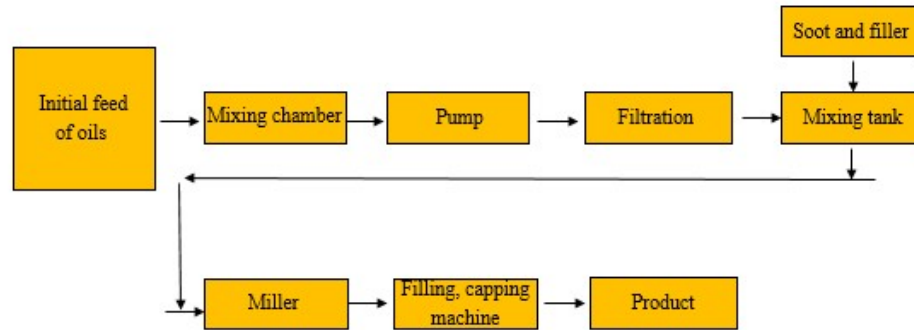 Soot and filler
Initial feed
of oils
Mixing chamber
Pump
Filtration
Mixing tank
Miller
Filling, capping
machine
Product